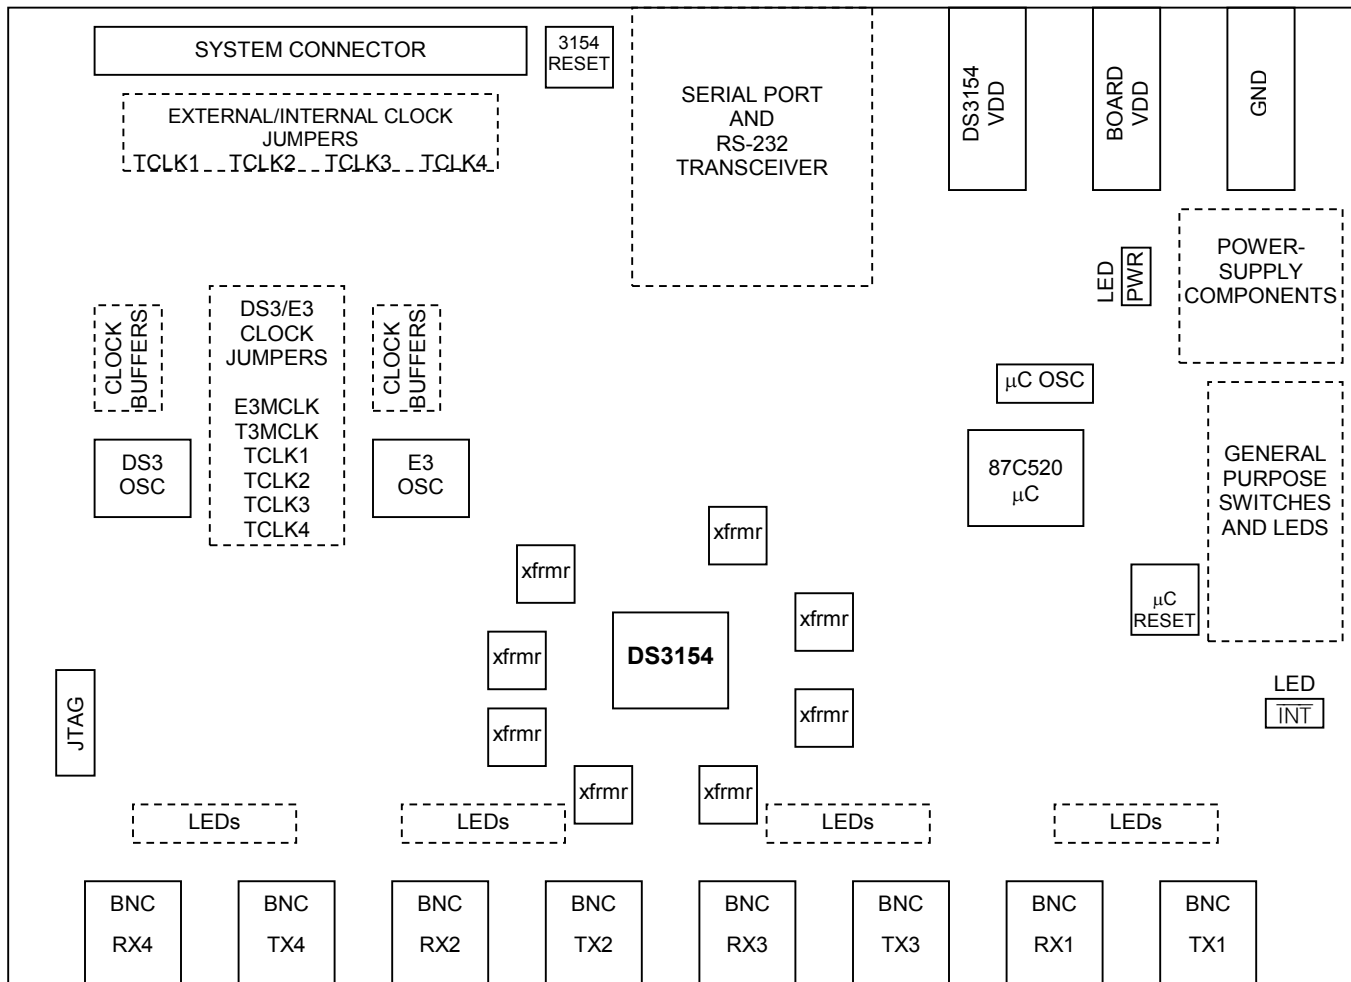 SYSTEM CONNECTOR
3154
RESET
EXTERNAL/INTERNAL CLOCK
JUMPERS
TCLK1 TCLK2 TCLK3 TCLK4
SERIAL PORT
AND
RS-232
TRANSCEIVER
DS3154
VDD
BOARD
VDD
GND
LED
PWR
POWER-
SUPPLY
COMPONENTS
CLOCK
BUFFERS
DS3/E3
CLOCK
JUMPERS
E3MCLK
T3MCLK
TCLK1
TCLK2
TCLK3
TCLK4
CLOCK
BUFFERS
DS3
OSC
E3
OSC
µC OSC
87C520
µC
GENERAL
PURPOSE
SWITCHES
AND LEDS
µC
RESET
LED
I̅N̅T̅
xfrmr
xfrmr
xfrmr
xfrmr
DS3154
xfrmr
xfrmr
xfrmr
xfrmr
JTAG
LEDs
LEDs
LEDs
LEDs
BNC
RX4
BNC
TX4
BNC
RX2
BNC
TX2
BNC
RX3
BNC
TX3
BNC
RX1
BNC
TX1